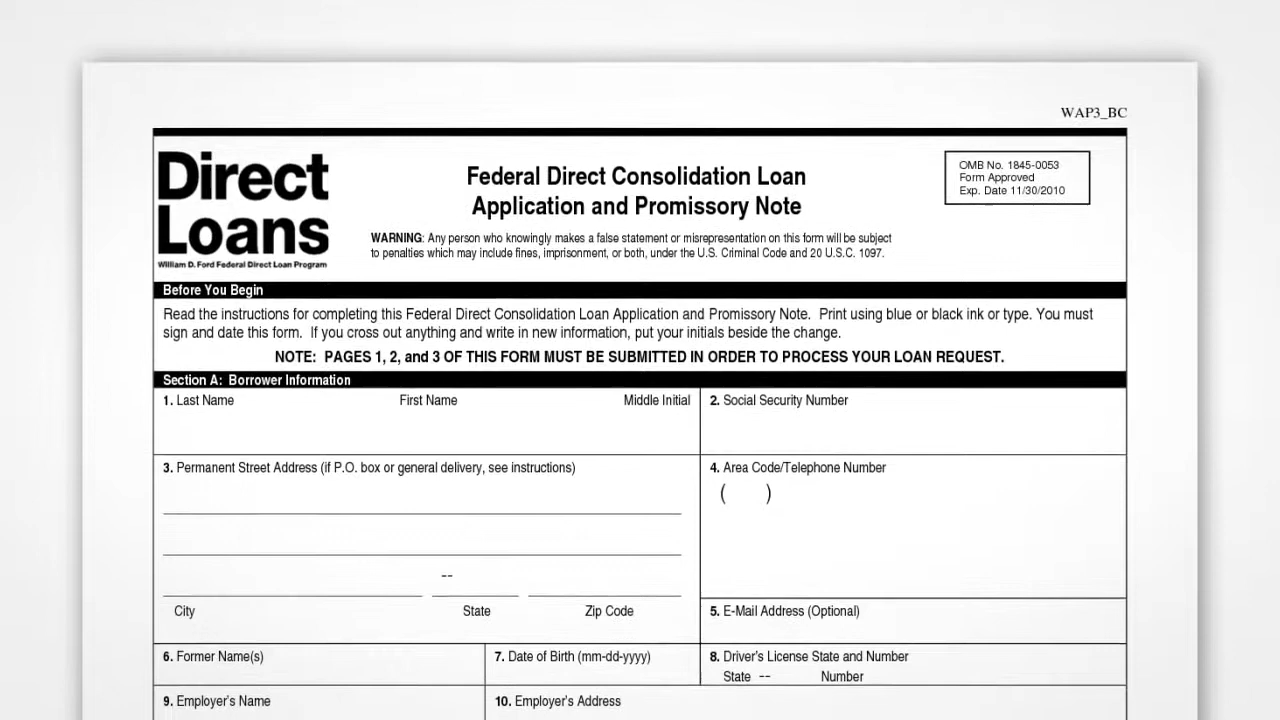 WAP3_BC
Direct
Loans
William D. Ford Federal Direct Loan Program
Federal Direct Consolidation Loan
Application and Promissory Note
WARNING: Any person who knowingly makes a false statement or misrepresentation on this form will be subject
to penalties which may include fines, imprisonment, or both, under the U.S. Criminal Code and 20 U.S.C. 1097.
OMB No. 1845-0053
Form Approved
Exp. Date 11/30/2010
Before You Begin
Read the instructions for completing this Federal Direct Consolidation Loan Application and Promissory Note. Print using blue or black ink or type. You must
sign and date this form. If you cross out anything and write in new information, put your initials beside the change.
NOTE: PAGES 1, 2, and 3 OF THIS FORM MUST BE SUBMITTED IN ORDER TO PROCESS YOUR LOAN REQUEST.
Section A: Borrower Information
1. Last Name First Name Middle Initial
2. Social Security Number
3. Permanent Street Address (if P.O. box or general delivery, see instructions)
4. Area Code/Telephone Number
( )
--
City State Zip Code
5. E-Mail Address (Optional)
6. Former Name(s)
7. Date of Birth (mm-dd-yyyy)
8. Driver's License State and Number
State -- Number
9. Employer's Name
10. Employer's Address